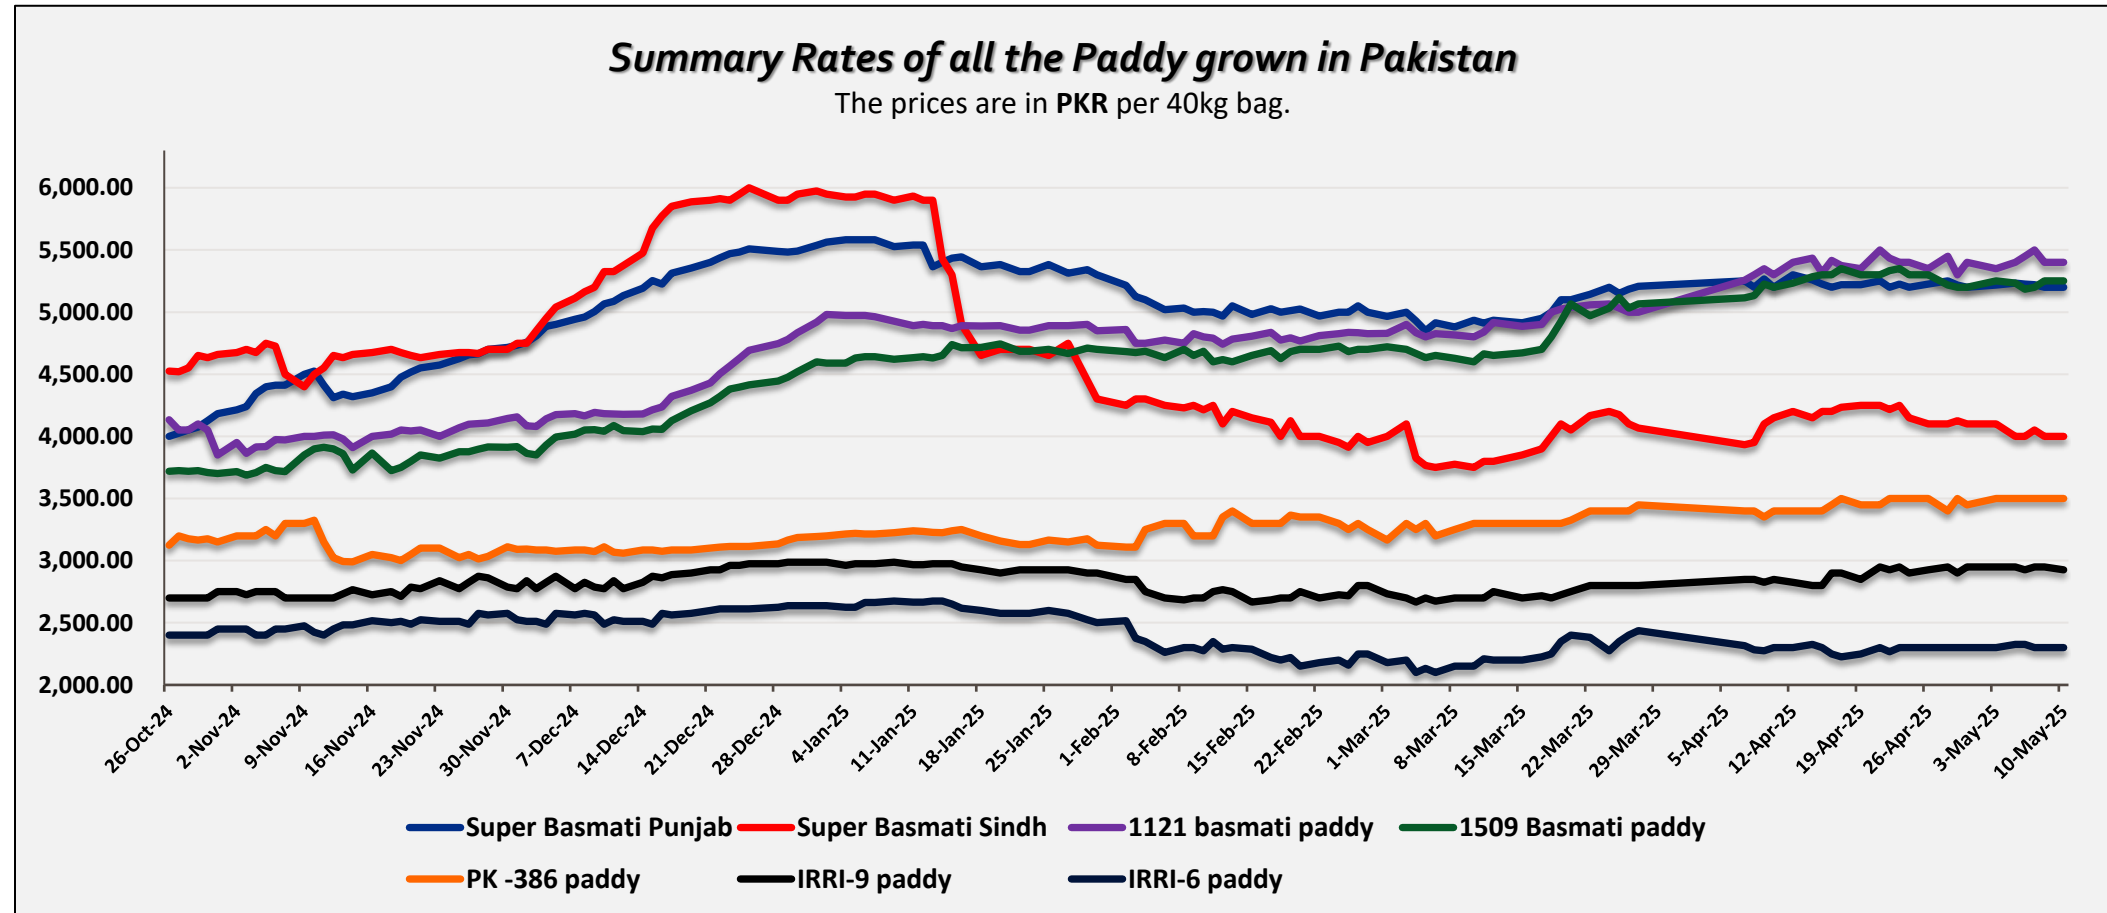 Summary Rates of all the Paddy grown in Pakistan
The prices are in PKR per 40kg bag.
6,000.00
5,500.00
5,000.00
4,500.00
4,000.00
3,500.00
3,000.00
2,500.00
2,000.00
26-Oct-24
2-Nov-24
9-Nov-24
16-Nov-24
23-Nov-24
30-Nov-24
7-Dec-24
14-Dec-24
21-Dec-24
28-Dec-24
4-Jan-25
11-Jan-25
18-Jan-25
25-Jan-25
1-Feb-25
8-Feb-25
15-Feb-25
22-Feb-25
1-Mar-25
8-Mar-25
15-Mar-25
22-Mar-25
29-Mar-25
5-Apr-25
12-Apr-25
19-Apr-25
26-Apr-25
3-May-25
10-May-25
Super Basmati Punjab Super Basmati Sindh 1121 basmati paddy 1509 Basmati paddy
PK -386 paddy IRRI-9 paddy IRRI-6 paddy